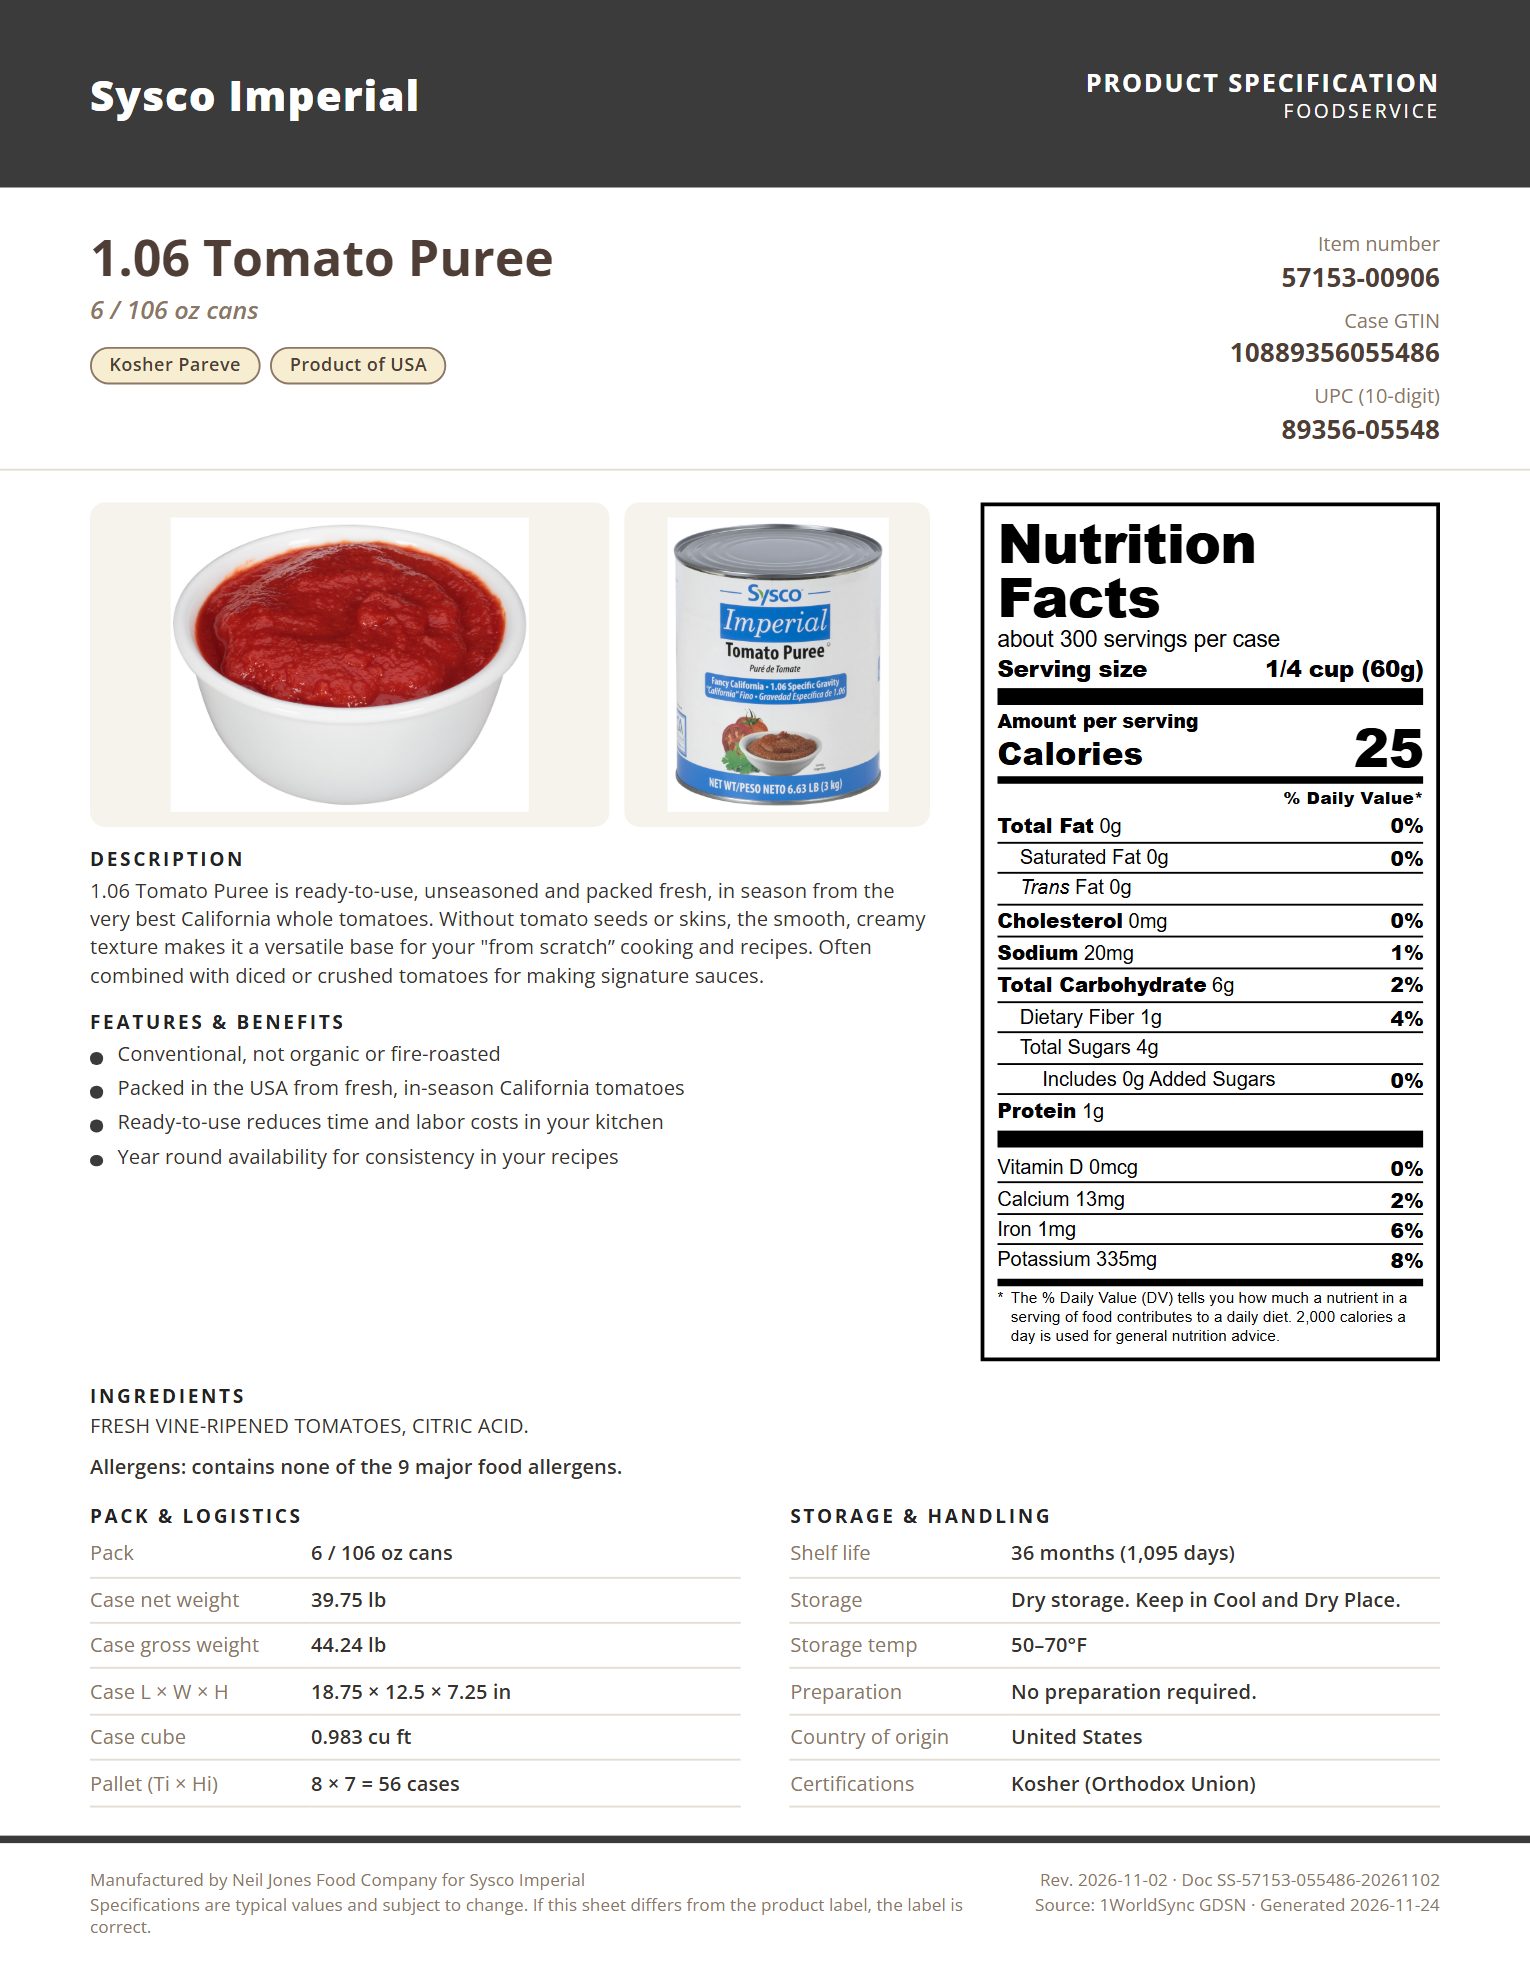 Sysco Imperial
PRODUCT SPECIFICATION
FOODSERVICE
1.06 Tomato Puree
6 / 106 oz cans
Kosher Pareve
Product of USA
Item number
57153-00906
Case GTIN
10889356055486
UPC (10-digit)
89356-05548
Sysco
Imperial
Tomato Puree
Puré de Tomate
Fancy California • 1.06 Specific Gravity
"California" Fino • Gravedad Específica de 1.06
NET WT/PESO NETO 6.63 LB (3 kg)
DESCRIPTION
1.06 Tomato Puree is ready-to-use, unseasoned and packed fresh, in season from the
very best California whole tomatoes. Without tomato seeds or skins, the smooth, creamy
texture makes it a versatile base for your "from scratch” cooking and recipes. Often
combined with diced or crushed tomatoes for making signature sauces.
FEATURES & BENEFITS
● Conventional, not organic or fire-roasted
● Packed in the USA from fresh, in-season California tomatoes
● Ready-to-use reduces time and labor costs in your kitchen
● Year round availability for consistency in your recipes
Nutrition
Facts
about 300 servings per case
Serving size 1/4 cup (60g)
Amount per serving
Calories 25
% Daily Value*
Total Fat 0g 0%
Saturated Fat 0g 0%
Trans Fat 0g
Cholesterol 0mg 0%
Sodium 20mg 1%
Total Carbohydrate 6g 2%
Dietary Fiber 1g 4%
Total Sugars 4g
Includes 0g Added Sugars 0%
Protein 1g
Vitamin D 0mcg 0%
Calcium 13mg 2%
Iron 1mg 6%
Potassium 335mg 8%
* The % Daily Value (DV) tells you how much a nutrient in a
serving of food contributes to a daily diet. 2,000 calories a
day is used for general nutrition advice.
INGREDIENTS
FRESH VINE-RIPENED TOMATOES, CITRIC ACID.
Allergens: contains none of the 9 major food allergens.
PACK & LOGISTICS
Pack 6 / 106 oz cans
Case net weight 39.75 lb
Case gross weight 44.24 lb
Case L × W × H 18.75 × 12.5 × 7.25 in
Case cube 0.983 cu ft
Pallet (Ti × Hi) 8 × 7 = 56 cases
STORAGE & HANDLING
Shelf life 36 months (1,095 days)
Storage Dry storage. Keep in Cool and Dry Place.
Storage temp 50–70°F
Preparation No preparation required.
Country of origin United States
Certifications Kosher (Orthodox Union)
Manufactured by Neil Jones Food Company for Sysco Imperial
Specifications are typical values and subject to change. If this sheet differs from the product label, the label is
correct.
Rev. 2026-11-02 · Doc SS-57153-055486-20261102
Source: 1WorldSync GDSN · Generated 2026-11-24